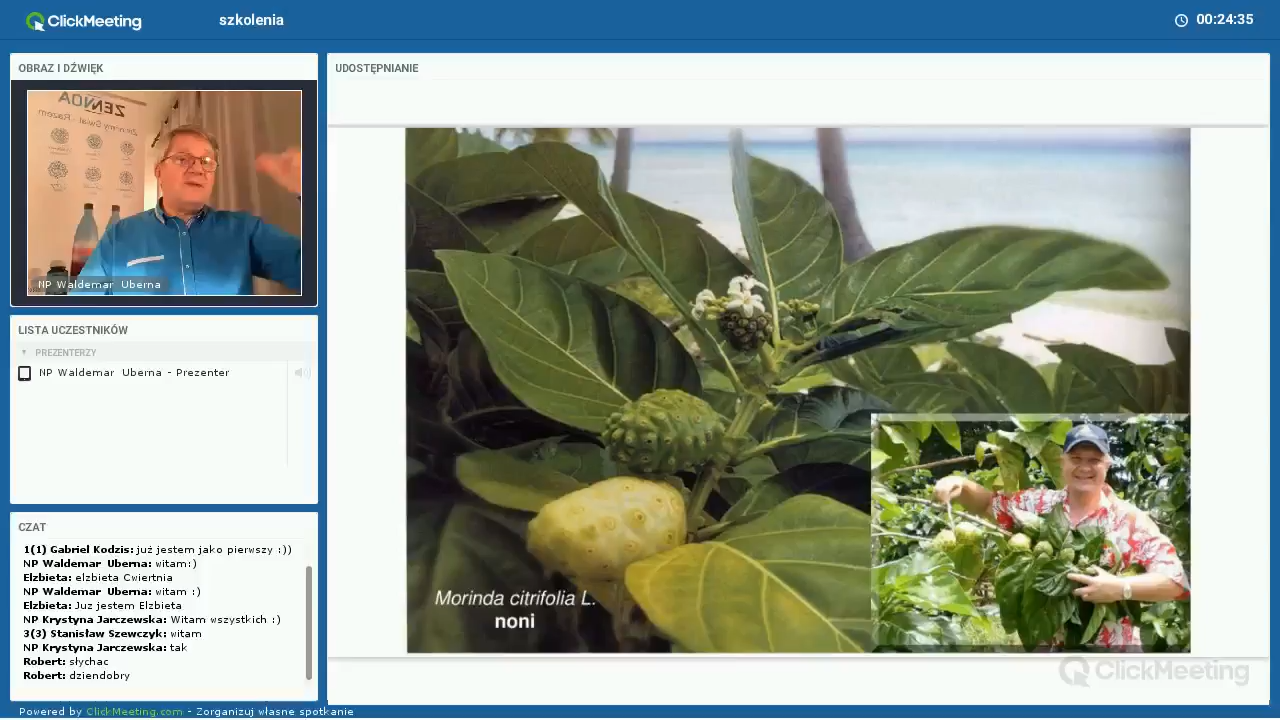 ClickMeeting
szkolenia
00:24:35
OBRAZ I DŹWIĘK
ZENNOA
NP Waldemar Uberna
LISTA UCZESTNIKÓW
PREZENTERZY
NP Waldemar Uberna - Prezenter
CZAT
1(1) Gabriel Kodzis: już jestem jako pierwszy :))
NP Waldemar Uberna: witam:)
Elzbieta: elzbieta Cwiertnia
NP Waldemar Uberna: witam :)
Elzbieta: Juz jestem Elzbieta
NP Krystyna Jarczewska: Witam wszystkich :)
3(3) Stanisław Szewczyk: witam
NP Krystyna Jarczewska: tak
Robert: słychac
Robert: dziendobry
UDOSTĘPNIANIE
Morinda citrifolia L.
noni
ClickMeeting
Powered by ClickMeeting.com - Zorganizuj własne spotkanie